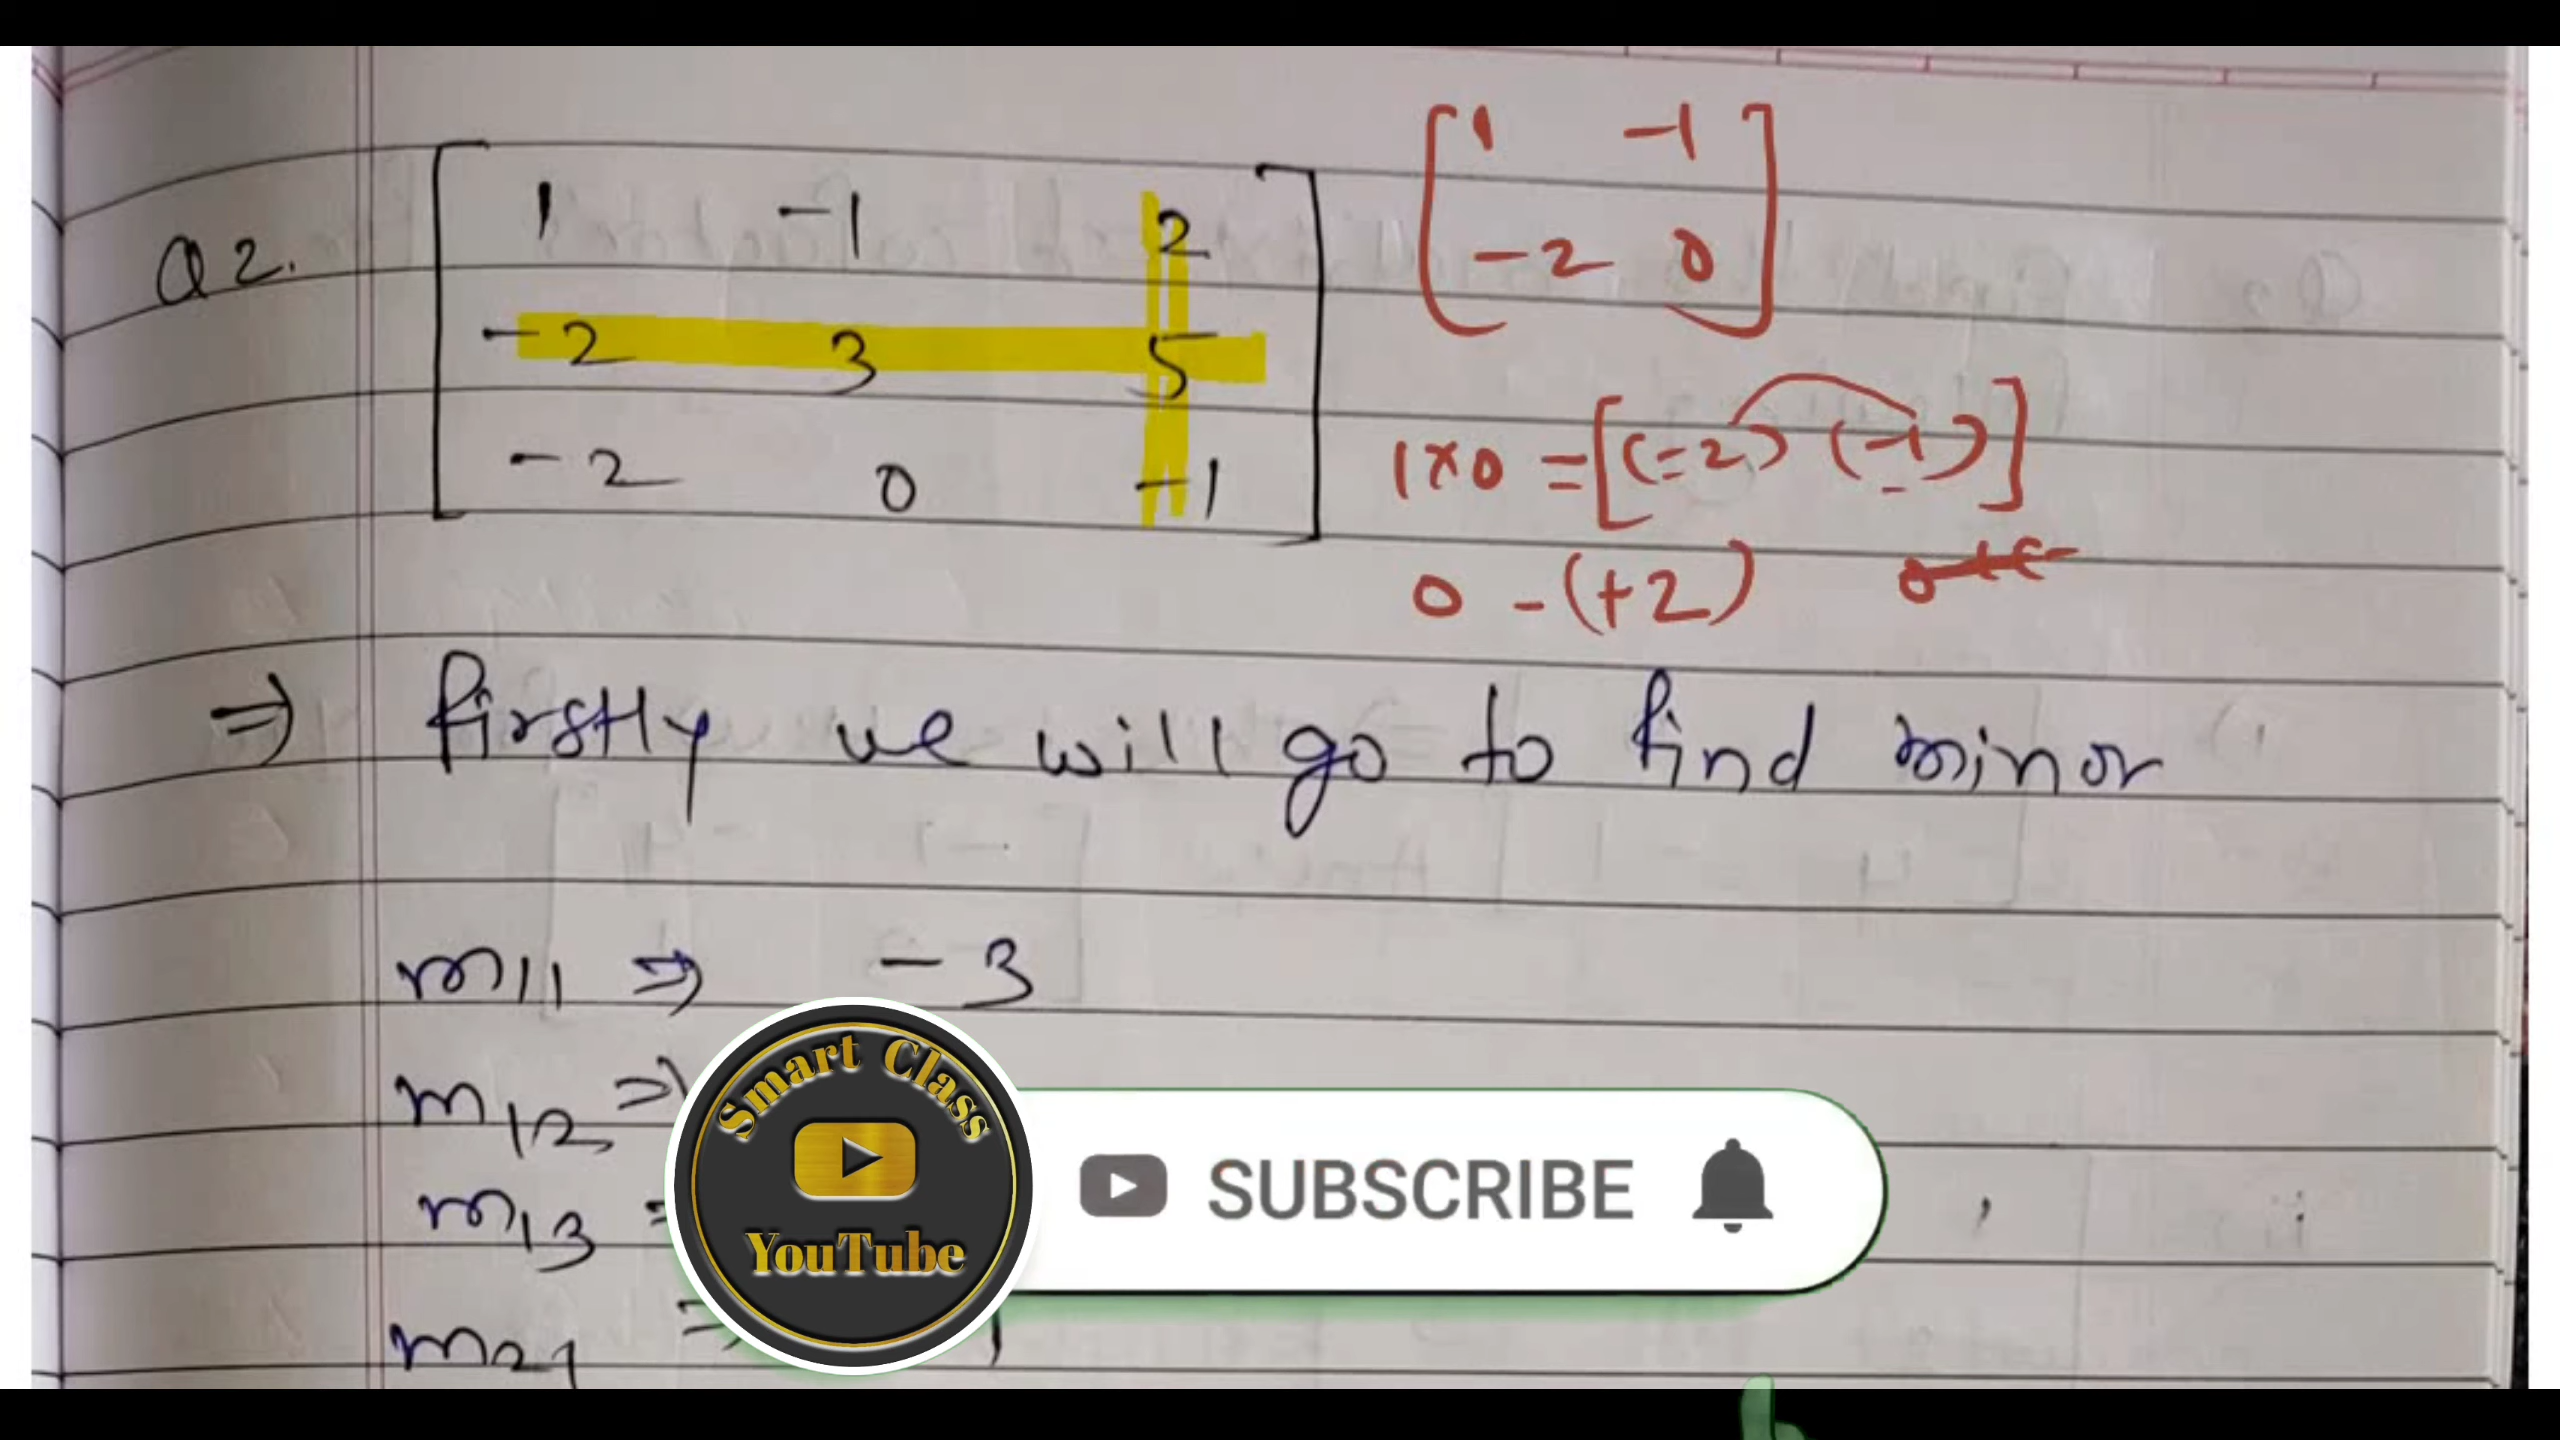 Q2.
1 -1 2
-2 3 5
-2 0 -1
1 -1
-2 0
1×0 = [(-2) (-1)]
0 - (+2)
⇒ firstly we will go to find minor
m11 ⇒ -3
m12 ⇒
m13
m21 ⇒ 1
Smart Class
YouTube
SUBSCRIBE